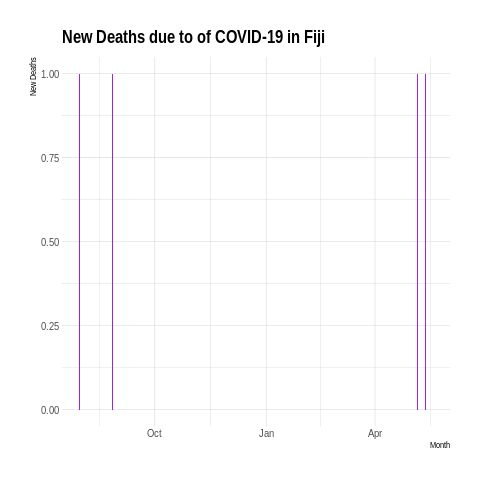 New Deaths due to of COVID-19 in Fiji
New Deaths
1.00
0.75
0.50
0.25
0.00
Oct Jan Apr
Month